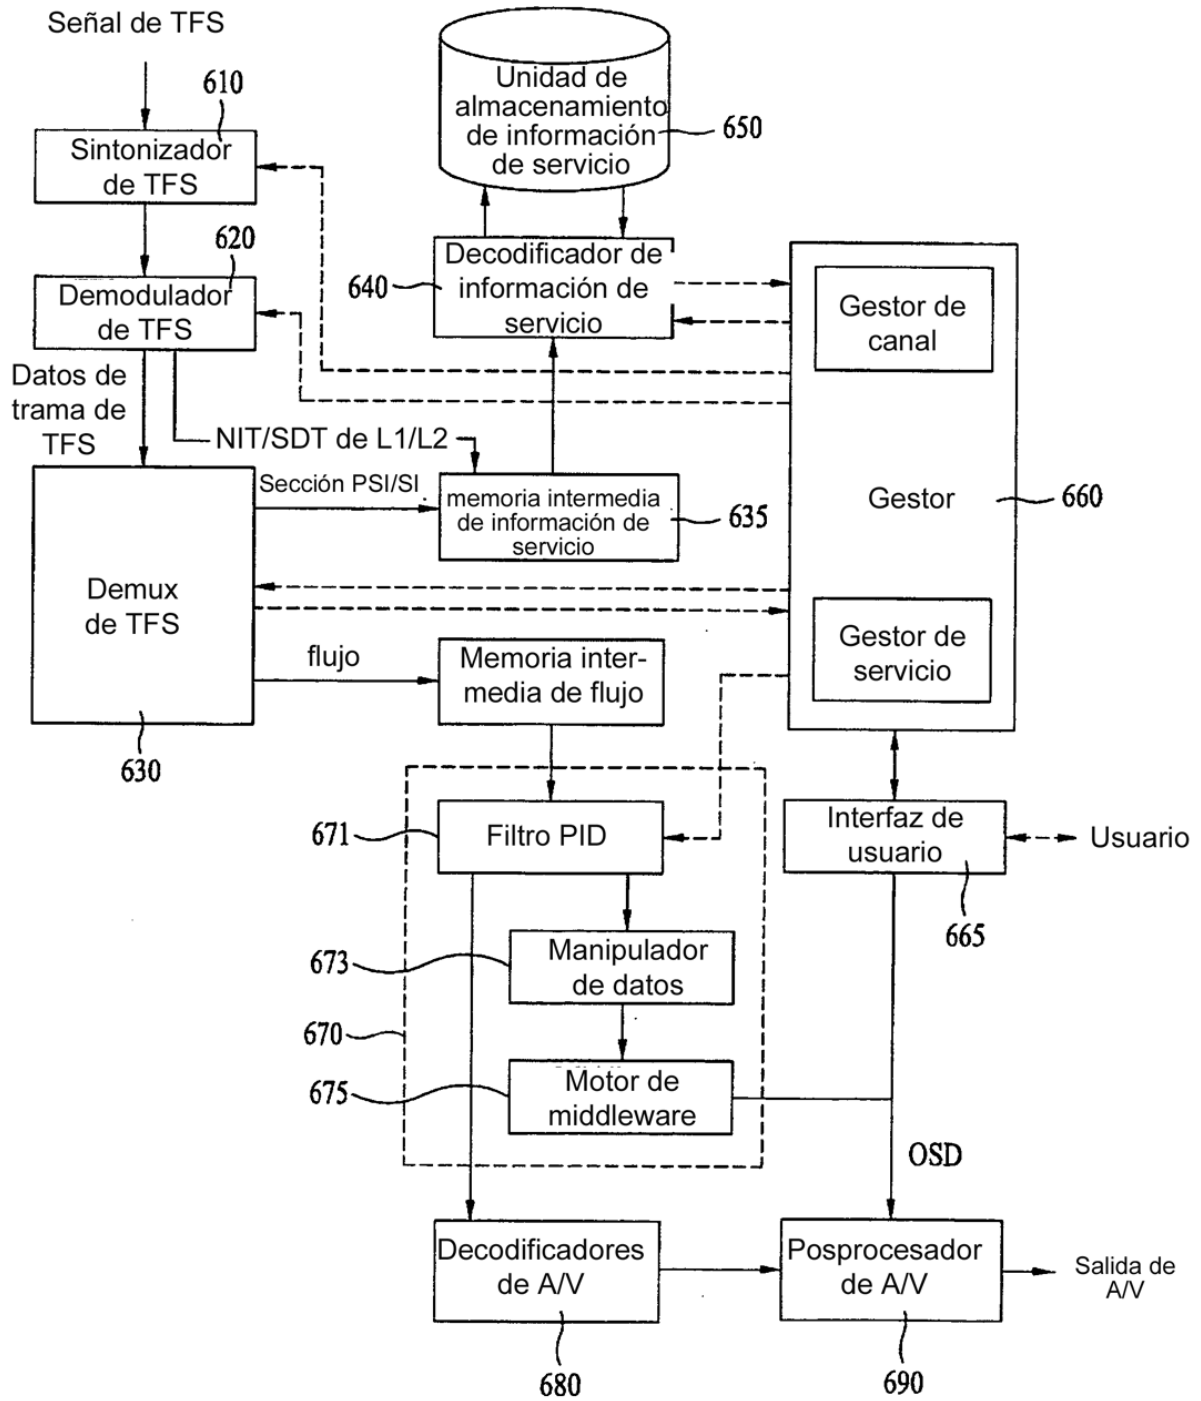 Señal de TFS
610
Sintonizador
de TFS
Unidad de
almacenamiento
de información
de servicio
650
620
Demodulador
de TFS
640
Decodificador de
información de
servicio
Gestor de
canal
Datos de
trama de
TFS
NIT/SDT de L1/L2
Sección PSI/SI
memoria intermedia
de información de
servicio
635
Gestor
660
Demux
de TFS
630
flujo
Memoria inter-
media de flujo
Gestor de
servicio
671
Filtro PID
Interfaz de
usuario
Usuario
665
673
Manipulador
de datos
670
675
Motor de
middleware
OSD
Decodificadores
de A/V
680
Posprocesador
de A/V
690
Salida de
A/V